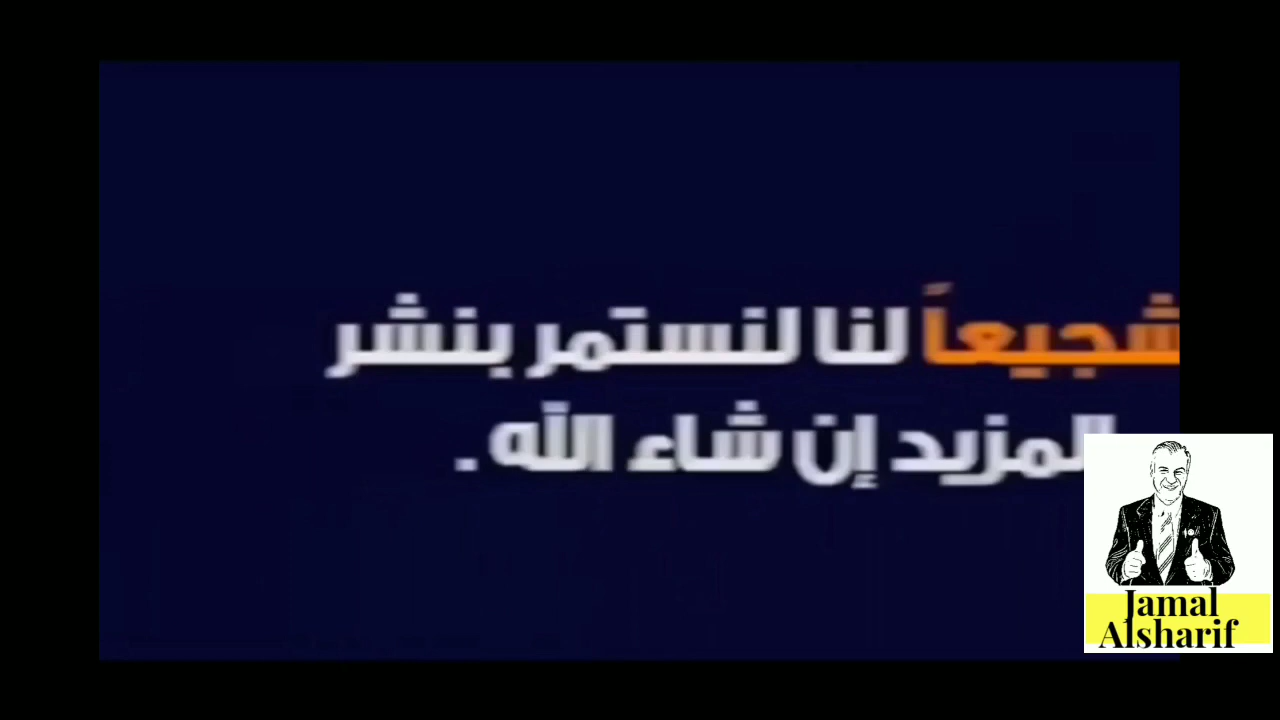 شجيعاً لنا لنستمر بنشر
المزيد إن شاء الله .
Jamal
Alsharif